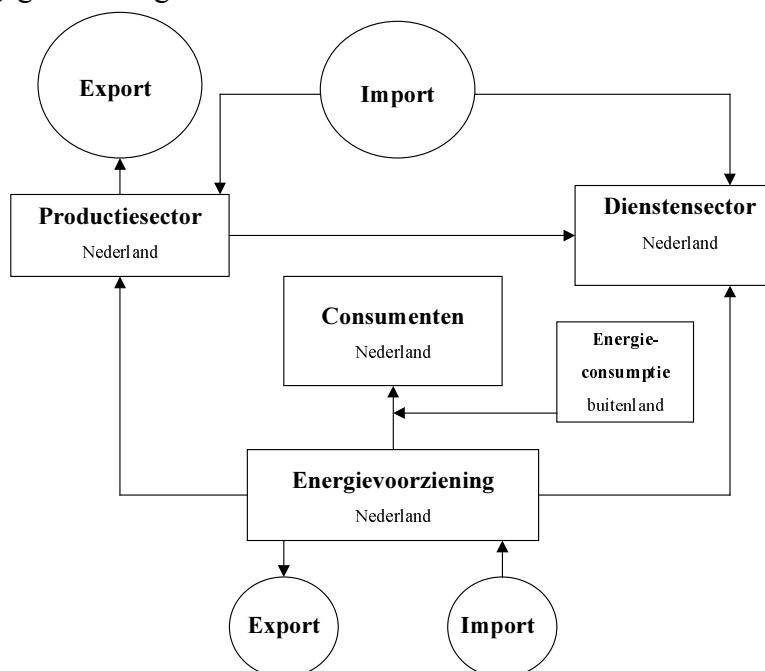 Export
Import
Productiesector
Nederland
Dienstensector
Nederland
Consumenten
Nederland
Energie-
consumptie
buitenland
Energievoorziening
Nederland
Export
Import